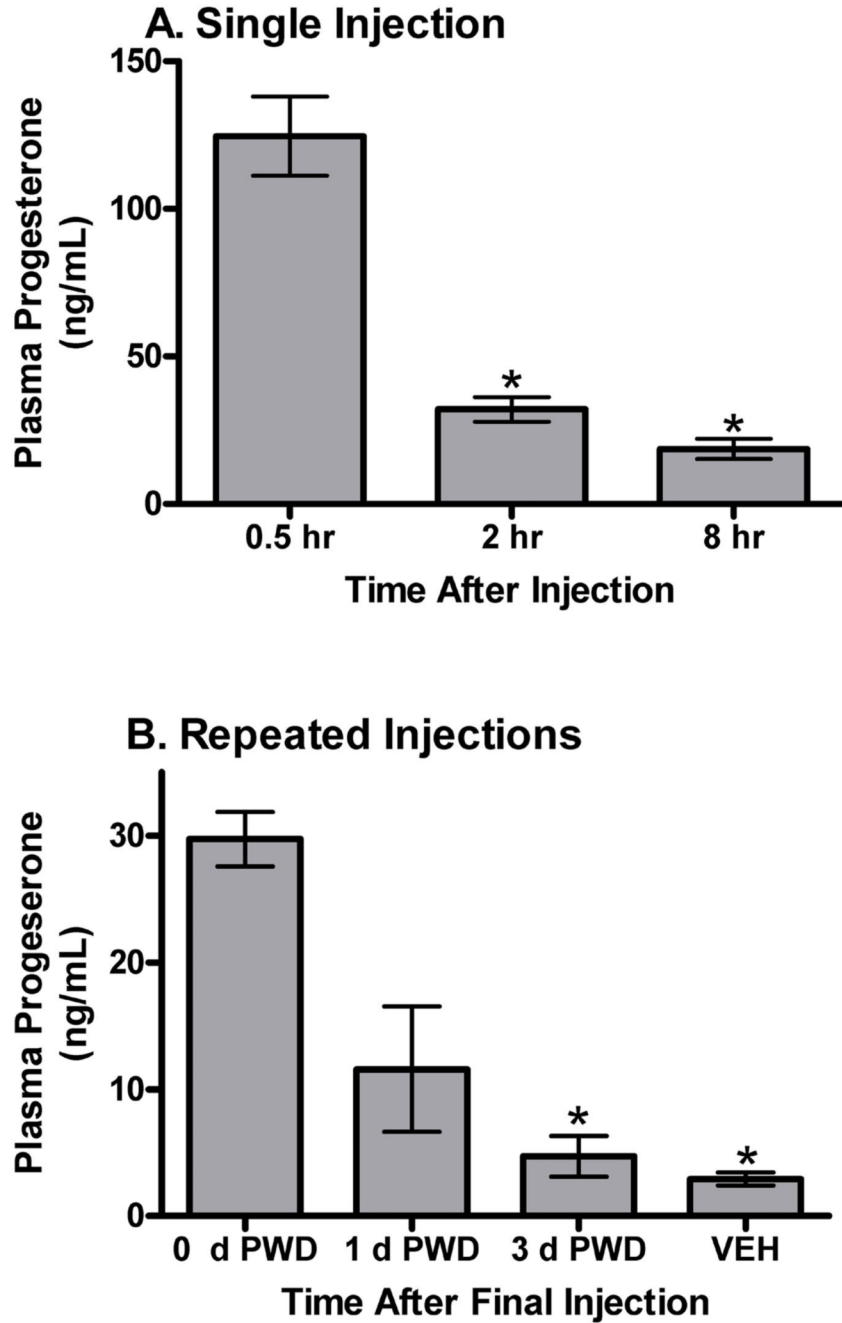 A. Single Injection
Plasma Progesterone
(ng/mL)
150
100
50
0
*
*
0.5 hr
2 hr
8 hr
Time After Injection
B. Repeated Injections
Plasma Progeserone
(ng/mL)
30
20
10
0
*
*
0 d PWD
1 d PWD
3 d PWD
VEH
Time After Final Injection